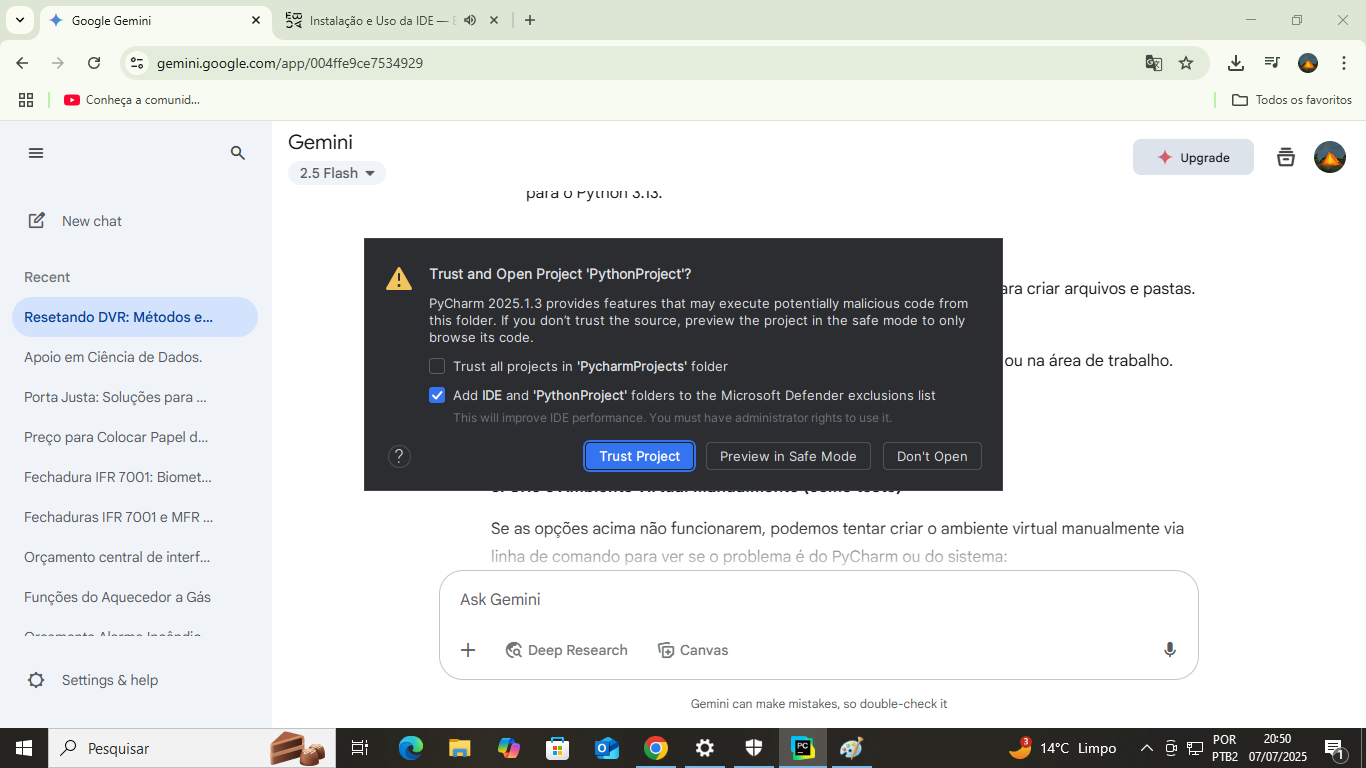 Google Gemini
Instalação e Uso da IDE —
gemini.google.com/app/004ffe9ce7534929
Conheça a comunid...
Todos os favoritos
Gemini
2.5 Flash
Upgrade
New chat
Recent
Resetando DVR: Métodos e...
Apoio em Ciência de Dados.
Porta Justa: Soluções para ...
Preço para Colocar Papel d...
Fechadura IFR 7001: Biomet...
Fechaduras IFR 7001 e MFR ...
Orçamento central de interf...
Funções do Aquecedor a Gás
Orçamento Alarme Incêndio
Settings & help
para o Python 3.13.
ara criar arquivos e pastas.
ou na área de trabalho.
Trust and Open Project 'PythonProject'?
PyCharm 2025.1.3 provides features that may execute potentially malicious code from
this folder. If you don't trust the source, preview the project in the safe mode to only
browse its code.
Trust all projects in 'PycharmProjects' folder
Add IDE and 'PythonProject' folders to the Microsoft Defender exclusions list
This will improve IDE performance. You must have administrator rights to use it.
?
Trust Project
Preview in Safe Mode
Don't Open
Se as opções acima não funcionarem, podemos tentar criar o ambiente virtual manualmente via
linha de comando para ver se o problema é do PyCharm ou do sistema:
Ask Gemini
Deep Research
Canvas
Gemini can make mistakes, so double-check it
Pesquisar
PC
3
14°C Limpo
POR
PTB2
20:50
07/07/2025
1